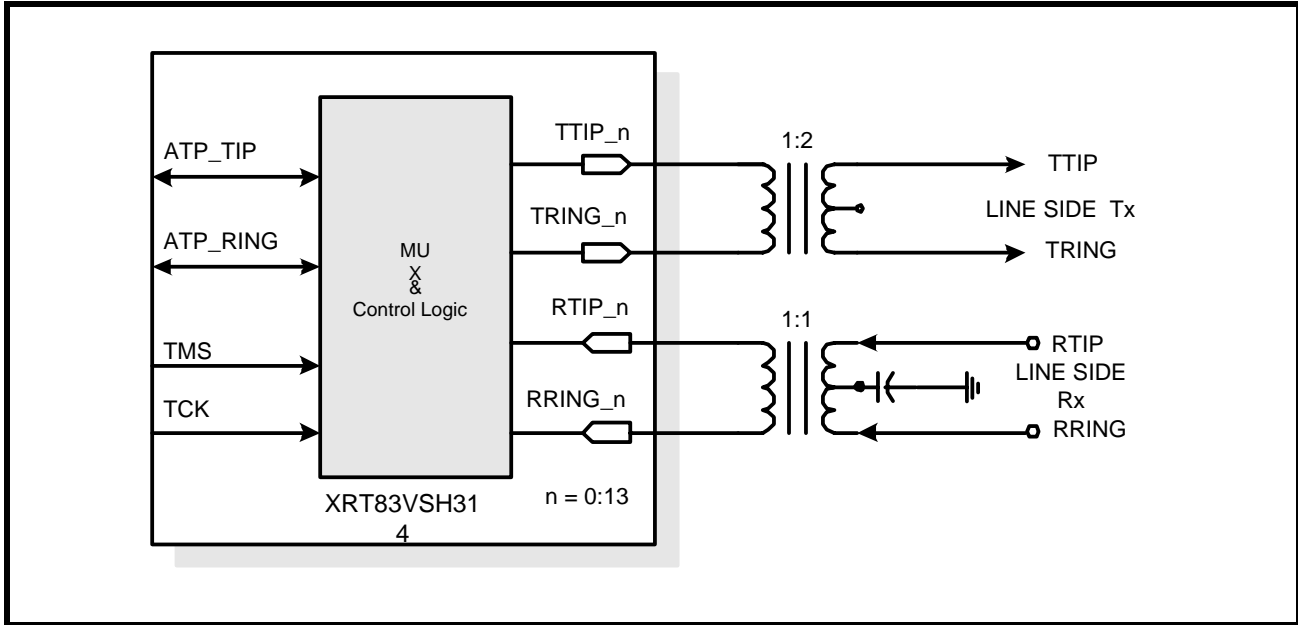 ATP_TIP
ATP_RING
TMS
TCK
MU
X
&
Control Logic
XRT83VSH31
4
TTIP_n
TRING_n
RTIP_n
RRING_n
n = 0:13
1:2
1:1
TTIP
LINE SIDE Tx
TRING
RTIP
LINE SIDE
Rx
RRING